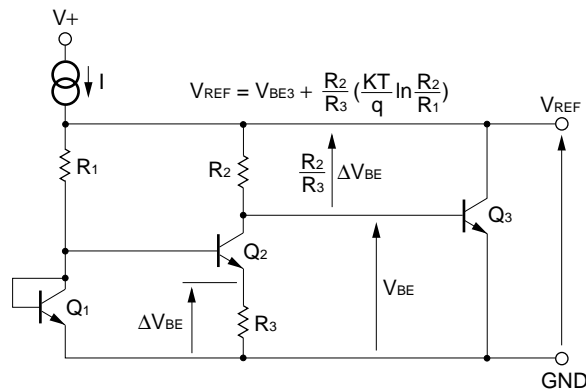 V+
I
VREF = VBE3 + R2/R3 (KT/q ln R2/R1)
VREF
R1
R2
R2/R3 ΔVBE
Q3
Q2
VBE
Q1
ΔVBE
R3
GND